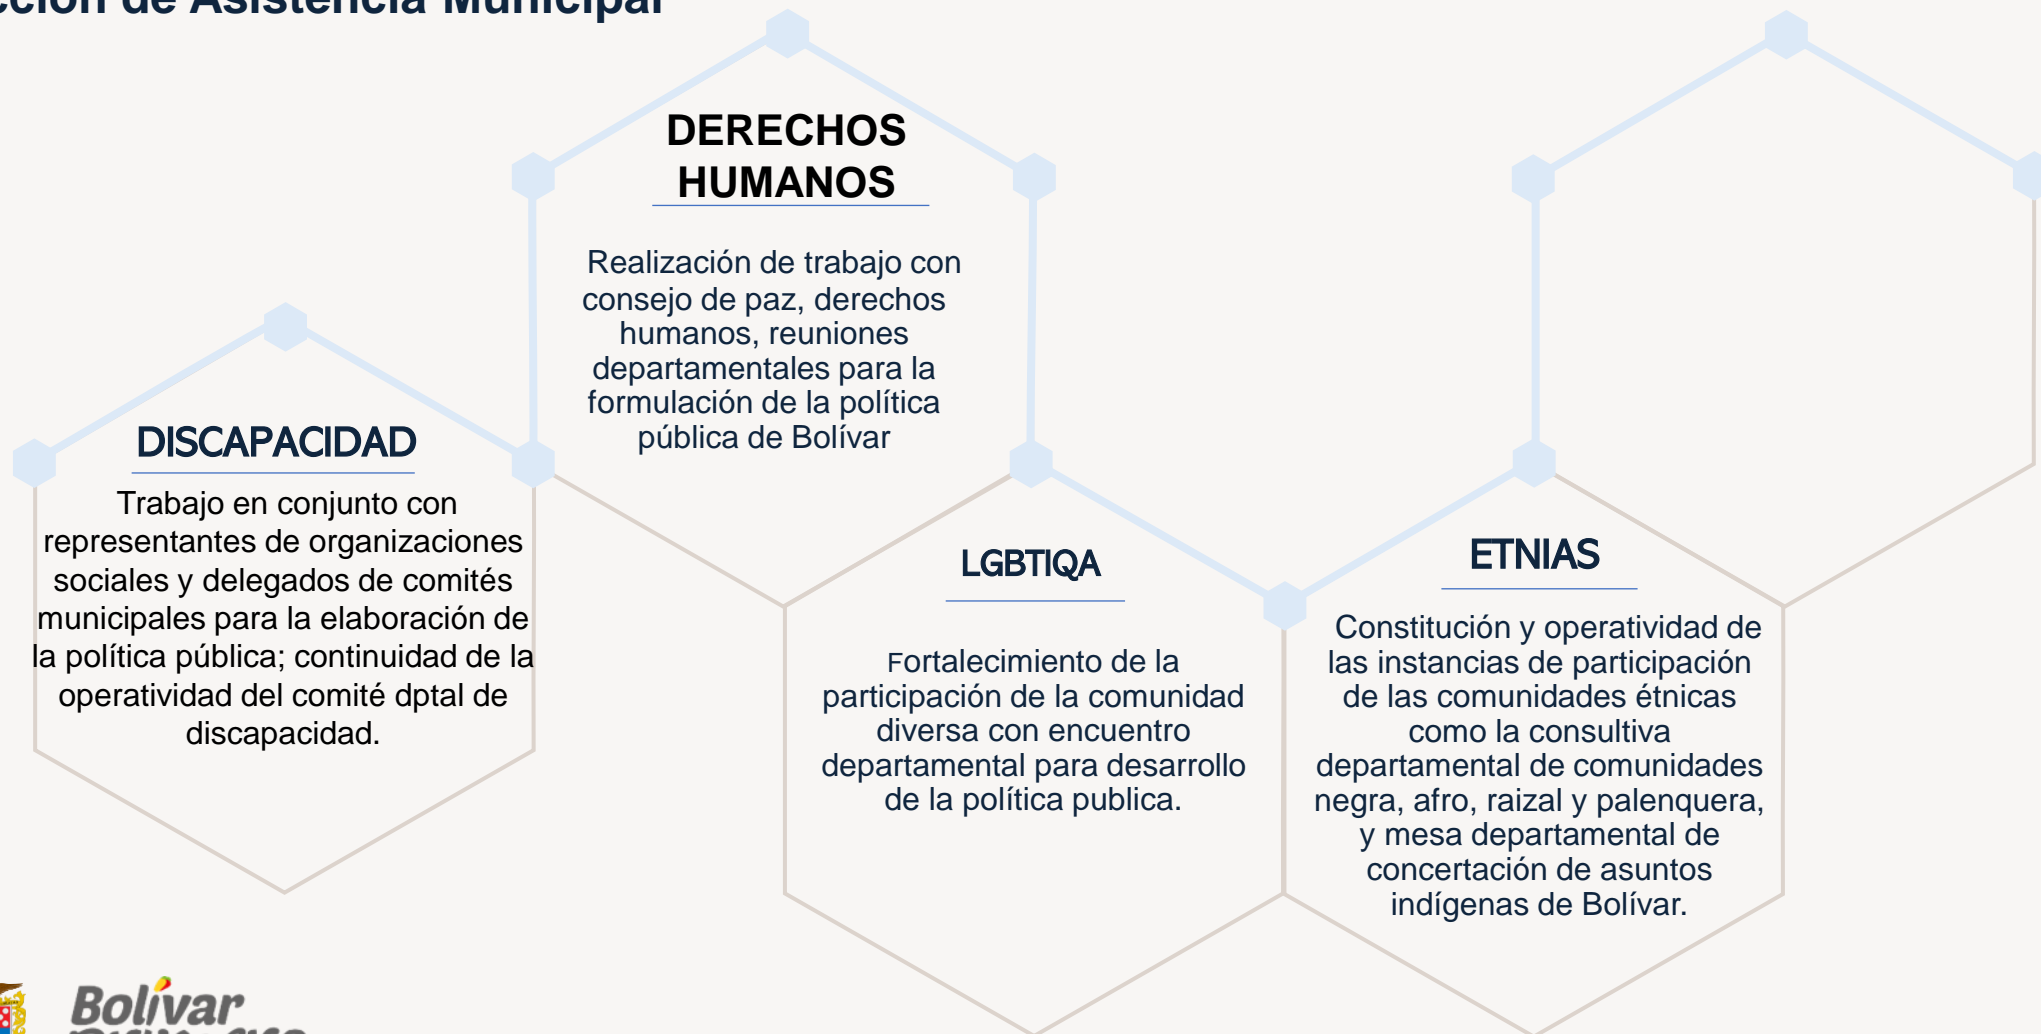 de Asistencia Municipal
DERECHOS
HUMANOS
Realización de trabajo con
consejo de paz, derechos
humanos, reuniones
departamentales para la
formulación de la política
pública de Bolívar
DISCAPACIDAD
Trabajo en conjunto con
representantes de organizaciones
sociales y delegados de comités
municipales para la elaboración de
la política pública; continuidad de la
operatividad del comité dptal de
discapacidad.
LGBTIQA
Fortalecimiento de la
participación de la comunidad
diversa con encuentro
departamental para desarrollo
de la política publica.
ETNIAS
Constitución y operatividad de
las instancias de participación
de las comunidades étnicas
como la consultiva
departamental de comunidades
negra, afro, raizal y palenquera,
y mesa departamental de
concertación de asuntos
indígenas de Bolívar.
Bolívar